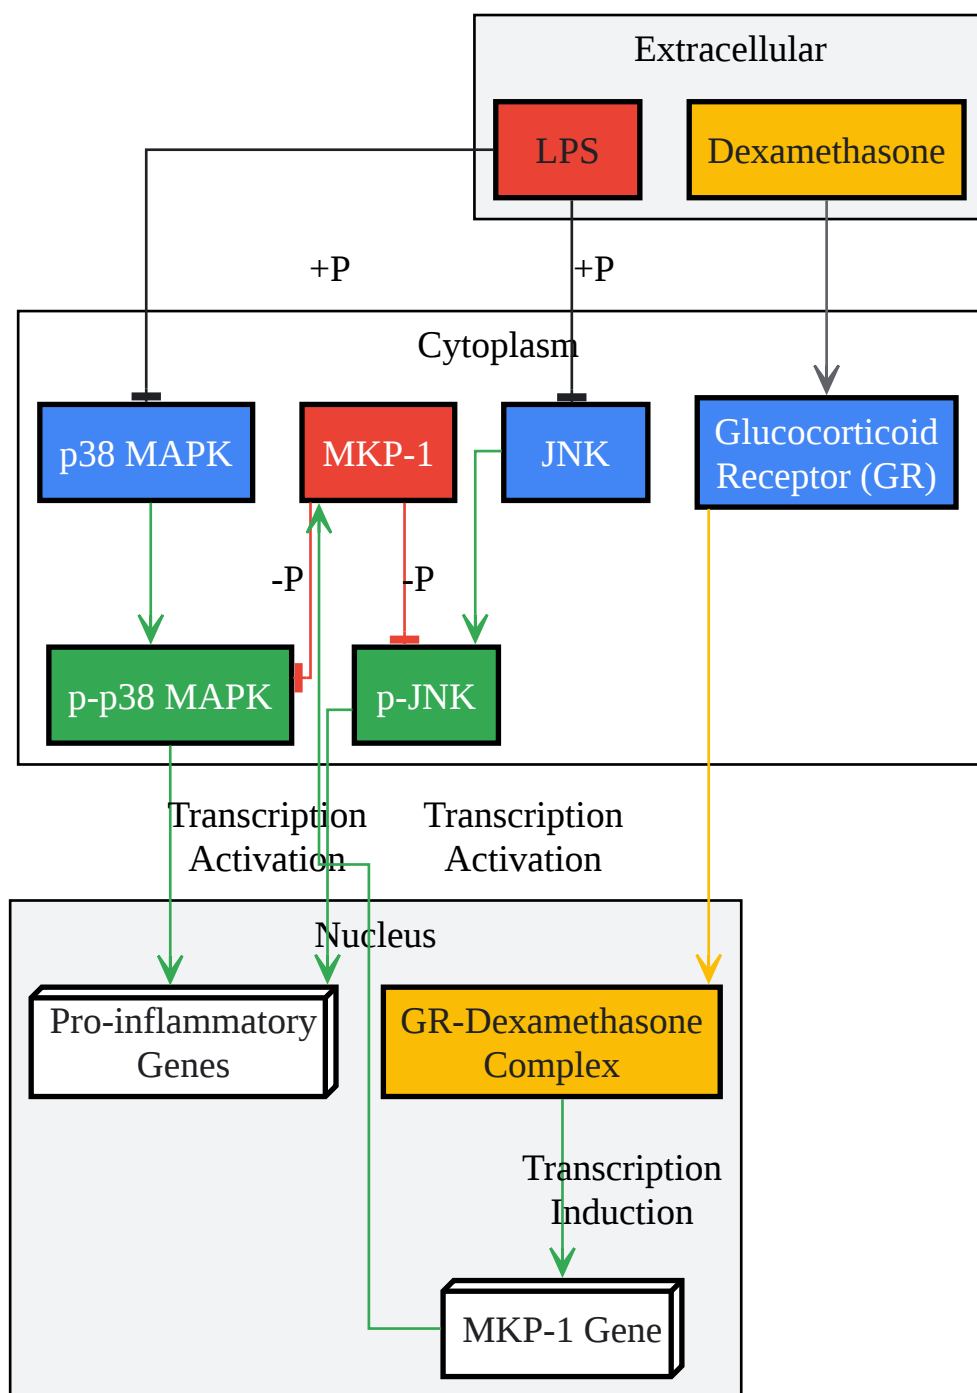 Extracellular
LPS
Dexamethasone
+P
+P
Cytoplasm
p38 MAPK
MKP-1
JNK
Glucocorticoid
Receptor (GR)
-P
-P
p-p38 MAPK
p-JNK
Transcription
Activation
Transcription
Activation
Nucleus
Pro-inflammatory
Genes
GR-Dexamethasone
Complex
Transcription
Induction
MKP-1 Gene